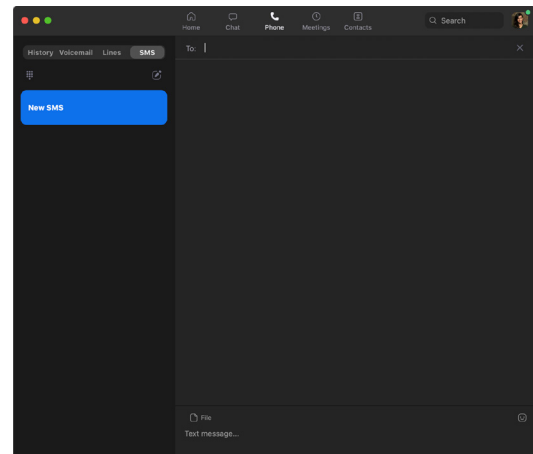 Home Chat Phone Meetings Contacts Search
History Voicemail Lines SMS
To:
New SMS
File
Text message...